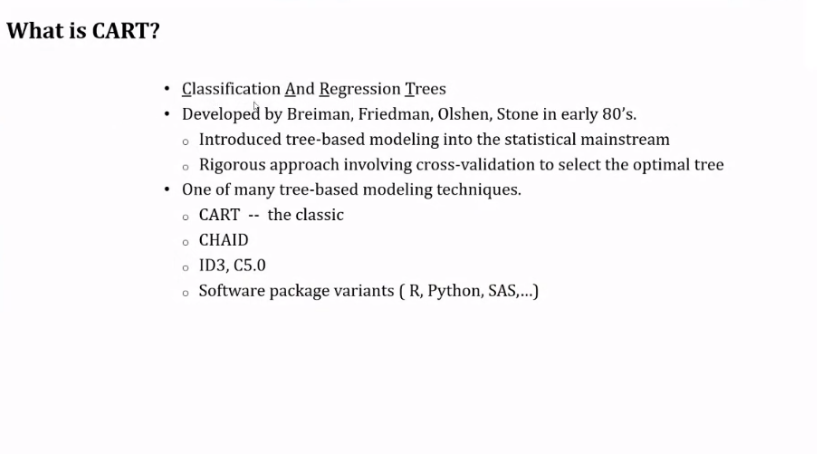 What is CART?
• Classification And Regression Trees
• Developed by Breiman, Friedman, Olshen, Stone in early 80's.
o Introduced tree-based modeling into the statistical mainstream
o Rigorous approach involving cross-validation to select the optimal tree
• One of many tree-based modeling techniques.
o CART -- the classic
o CHAID
o ID3, C5.0
o Software package variants ( R, Python, SAS,...)